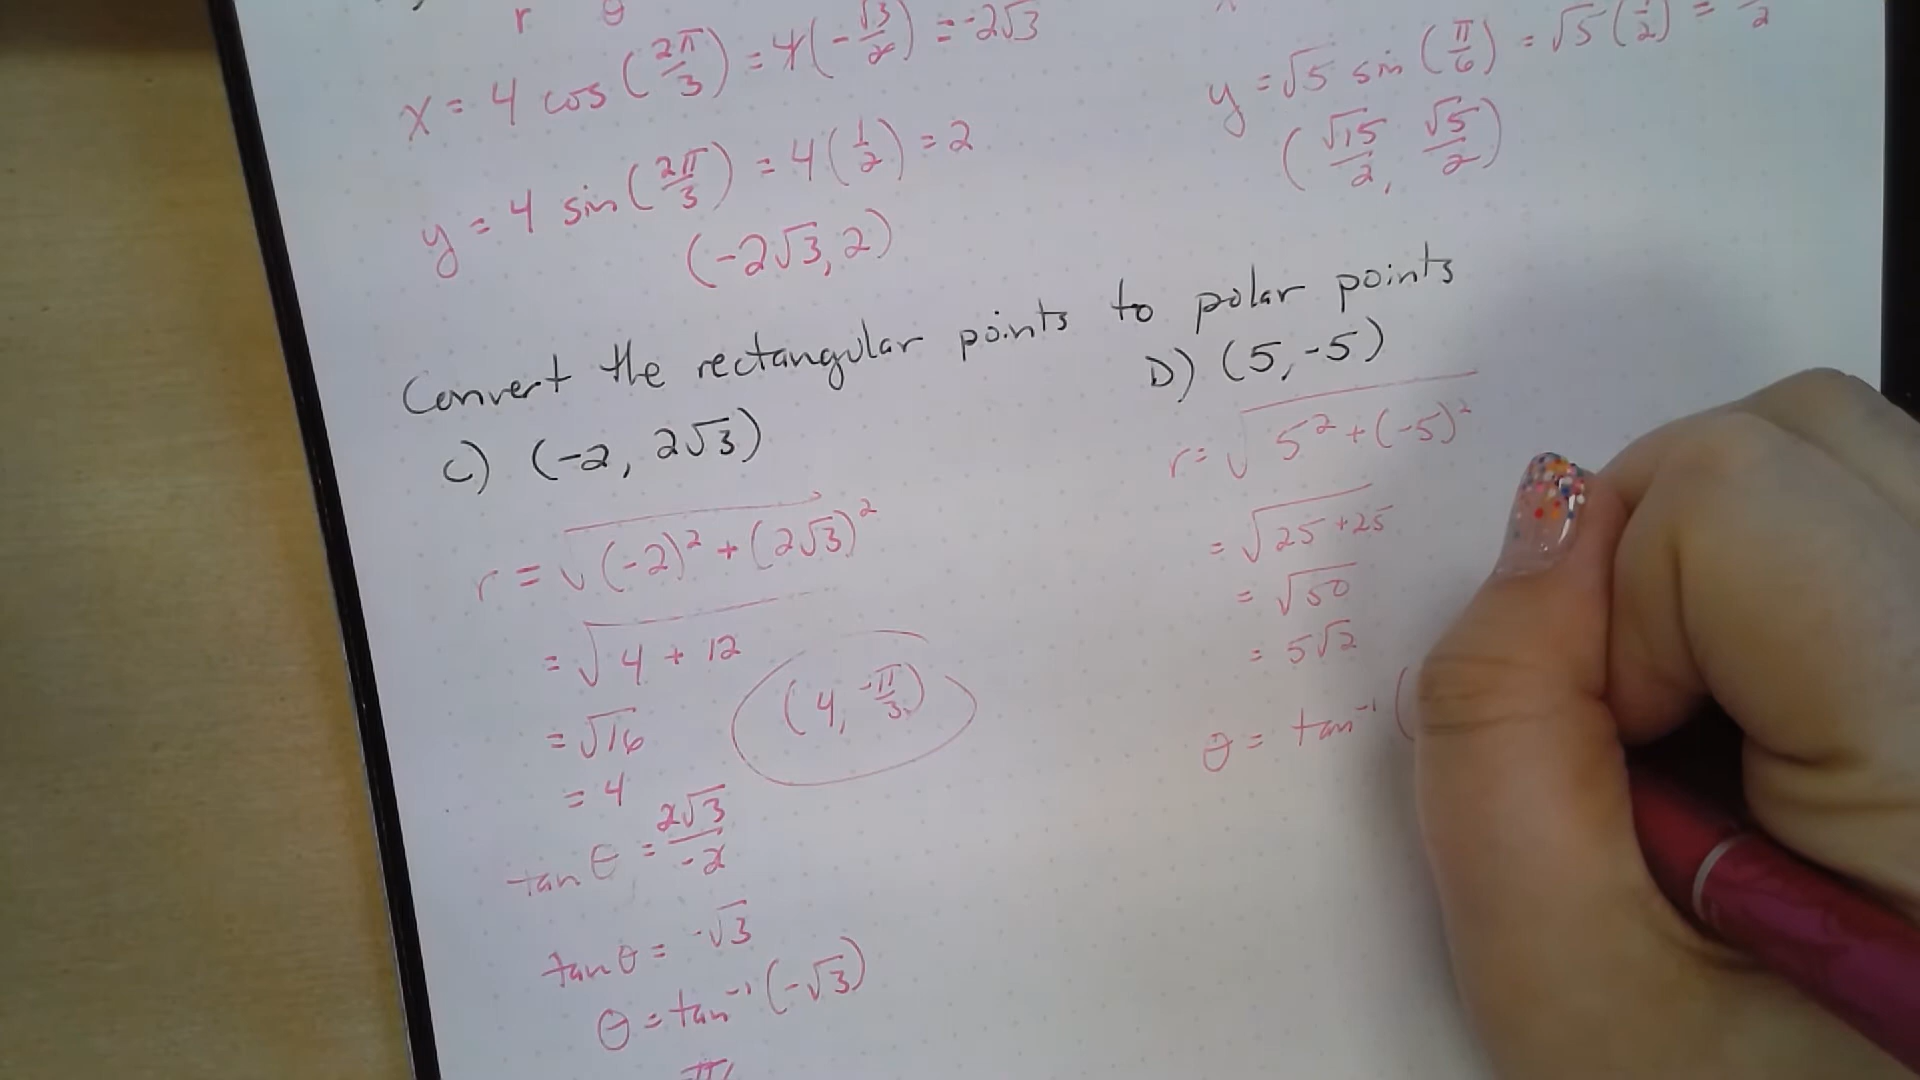 r θ
x = 4 cos (2π/3) = 4(-√3/2) = -2√3
y = 4 sin (2π/3) = 4(1/2) = 2
(-2√3, 2)
y = √5 sin (π/6) = √5 (1/2) =
(√15/2, √5/2)
Convert the rectangular points to polar points
C) (-2, 2√3)
r = √(-2)² + (2√3)²
= √4 + 12
= √16
= 4
(4, -π/3)
tan θ = 2√3/-2
tan θ = -√3
θ = tan⁻¹ (-√3)
D) (5, -5)
r = √5² + (-5)²
= √25 + 25
= √50
= 5√2
θ = tan⁻¹ (